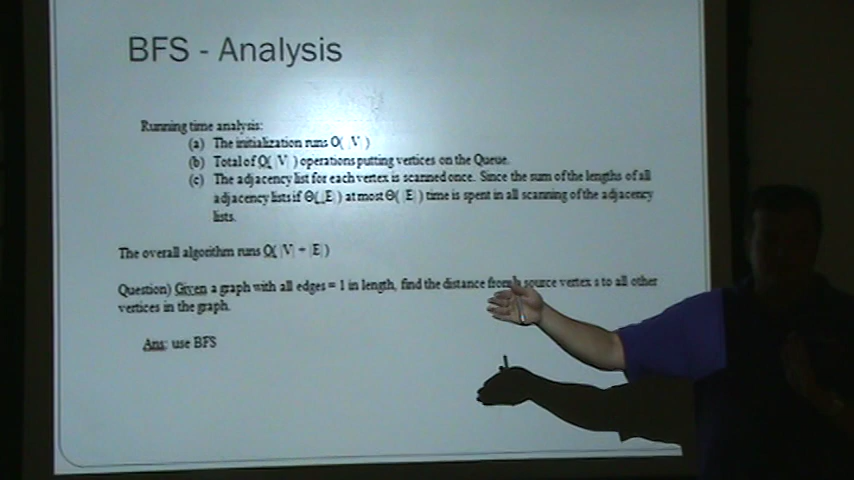 BFS - Analysis
Running time analysis:
(a) The initialization runs O( |V| )
(b) Total of O( |V| ) operations putting vertices on the Queue.
(c) The adjacency list for each vertex is scanned once. Since the sum of the lengths of all
adjacency lists if Θ( |E| ) at most Θ( |E| ) time is spent in all scanning of the adjacency
lists.
The overall algorithm runs O( |V| + |E| )
Question) Given a graph with all edges = 1 in length, find the distance from source vertex s to all other
vertices in the graph.
Ans: use BFS